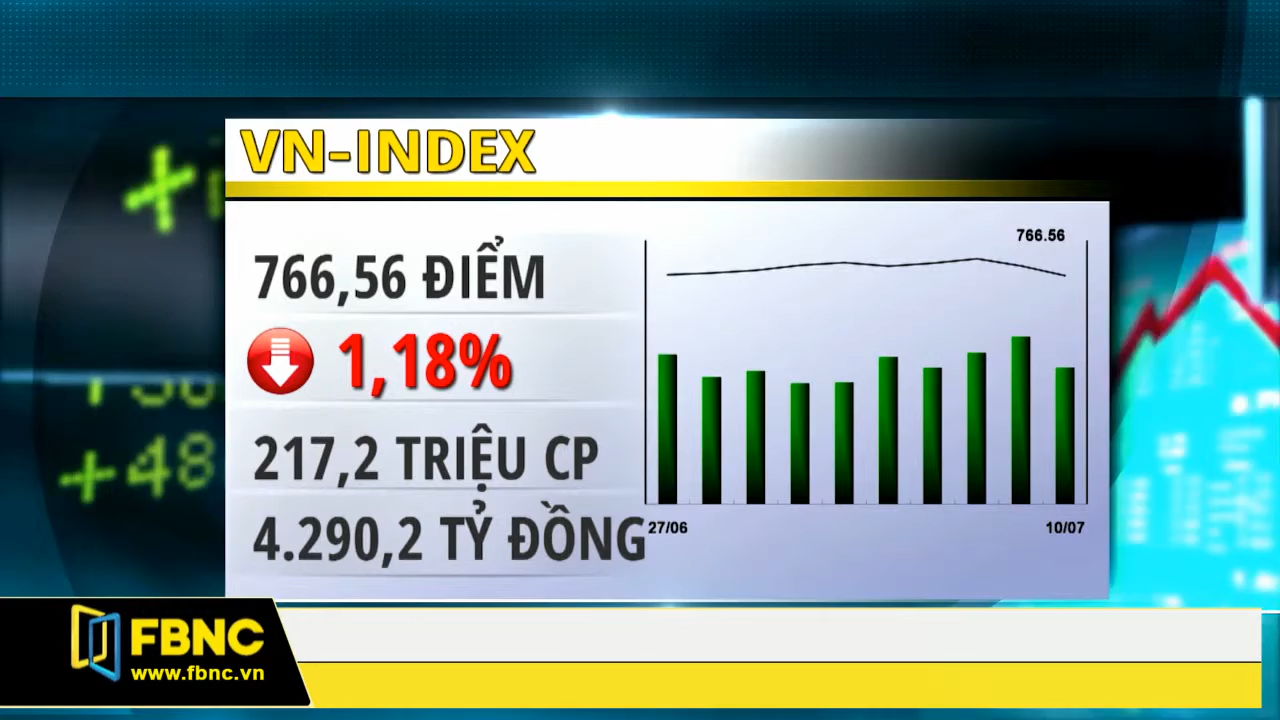 VN-INDEX
766,56 ĐIỂM
1,18%
217,2 TRIỆU CP
4.290,2 TỶ ĐỒNG
766.56
27/06
10/07
+48
FBNC
www.fbnc.vn